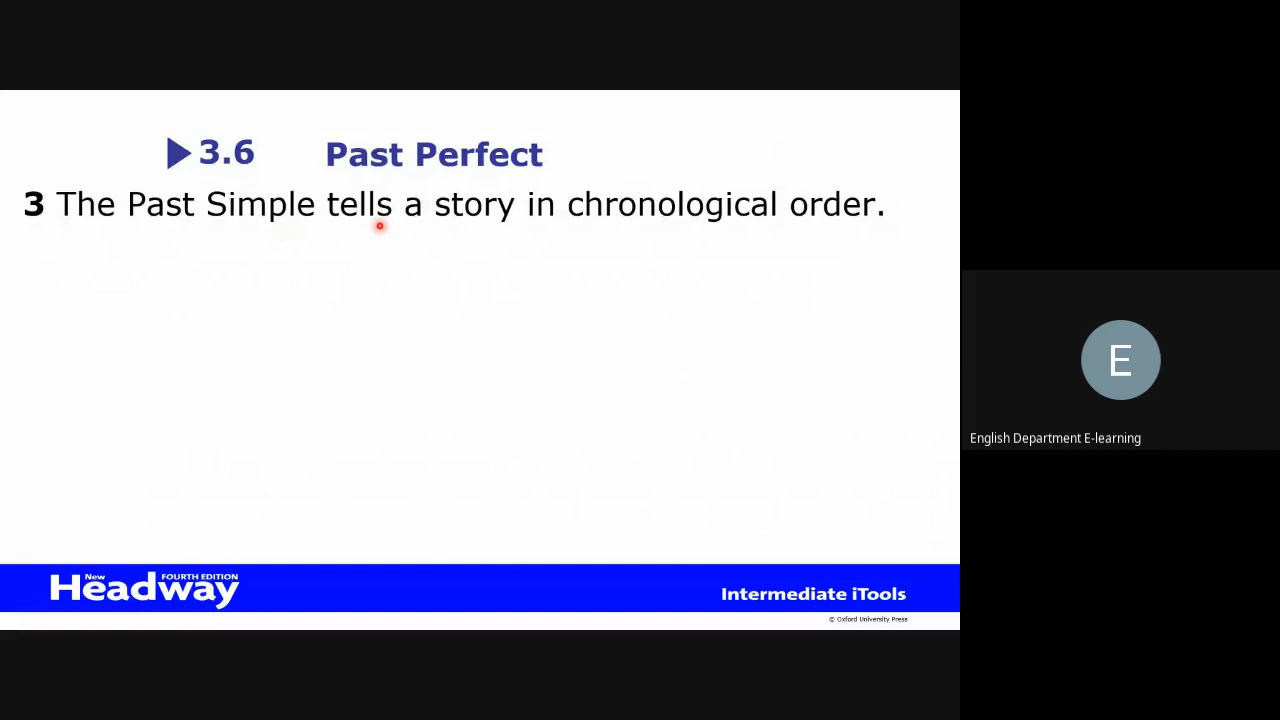 3.6 Past Perfect
3 The Past Simple tells a story in chronological order.
E
English Department E-learning
New Headway FOURTH EDITION
Intermediate iTools
© Oxford University Press